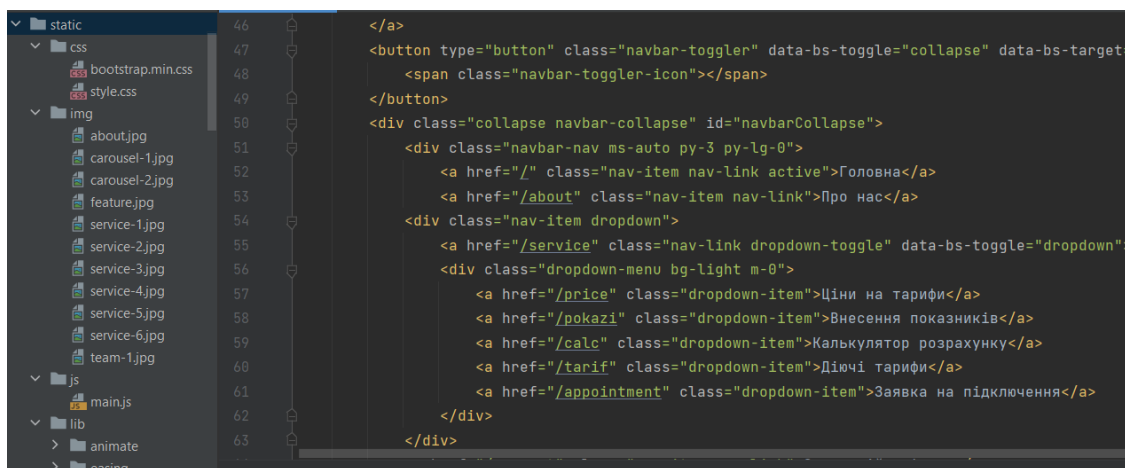 static
css
bootstrap.min.css
style.css
img
about.jpg
carousel-1.jpg
carousel-2.jpg
feature.jpg
service-1.jpg
service-2.jpg
service-3.jpg
service-4.jpg
service-5.jpg
service-6.jpg
team-1.jpg
js
main.js
lib
animate
easing
46 </a>
47 <button type="button" class="navbar-toggler" data-bs-toggle="collapse" data-bs-target=
48 <span class="navbar-toggler-icon"></span>
49 </button>
50 <div class="collapse navbar-collapse" id="navbarCollapse">
51 <div class="navbar-nav ms-auto py-3 py-lg-0">
52 <a href="/" class="nav-item nav-link active">Головна</a>
53 <a href="/about" class="nav-item nav-link">Про нас</a>
54 <div class="nav-item dropdown">
55 <a href="/service" class="nav-link dropdown-toggle" data-bs-toggle="dropdown"
56 <div class="dropdown-menu bg-light m-0">
57 <a href="/price" class="dropdown-item">Ціни на тарифи</a>
58 <a href="/pokazi" class="dropdown-item">Внесення показників</a>
59 <a href="/calc" class="dropdown-item">Калькулятор розрахунку</a>
60 <a href="/tarif" class="dropdown-item">Діючі тарифи</a>
61 <a href="/appointment" class="dropdown-item">Заявка на підключення</a>
62 </div>
63 </div>